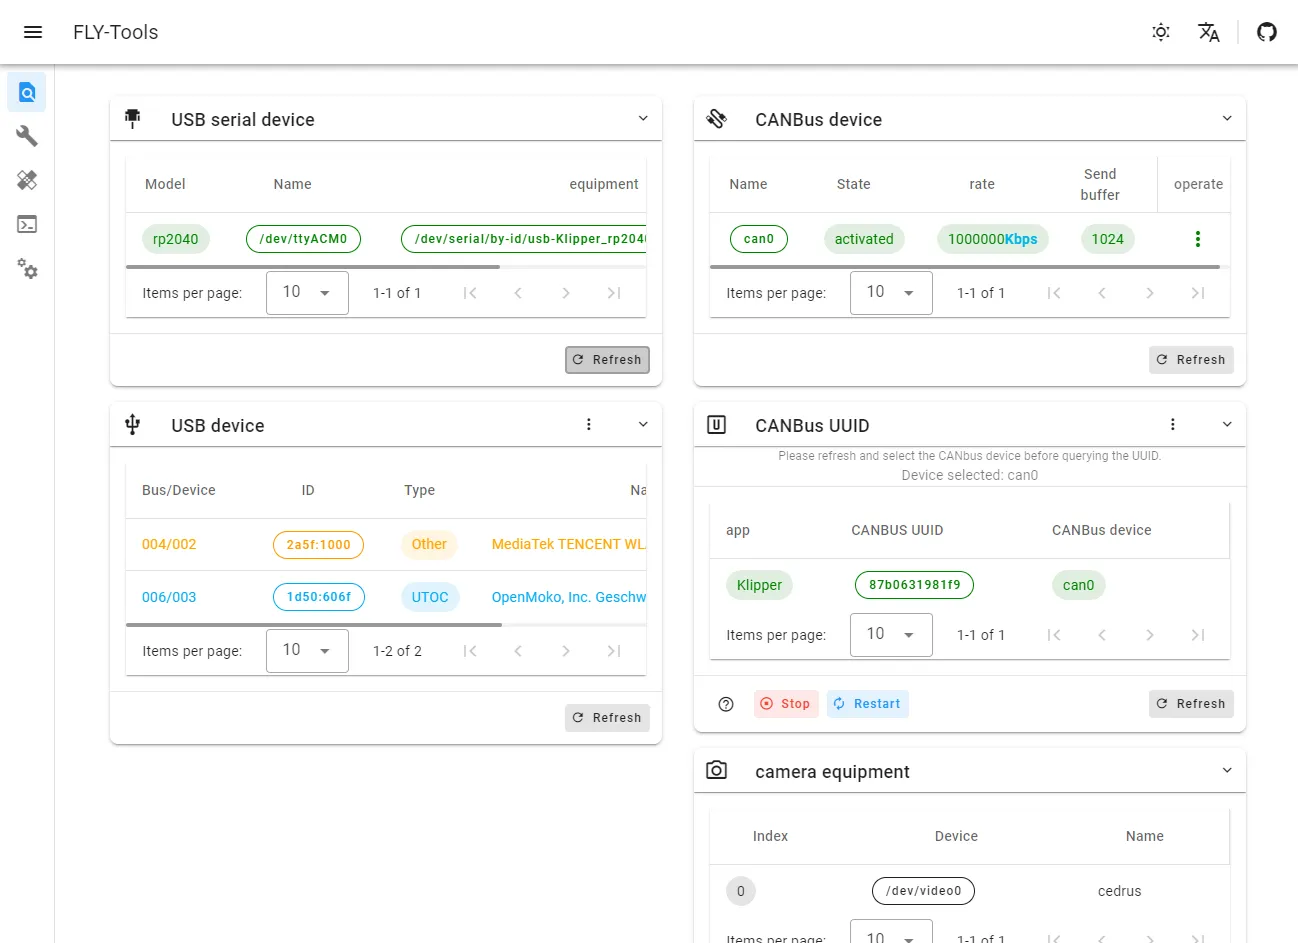 FLY-Tools
USB serial device
Model Name equipment
rp2040 /dev/ttyACM0 /dev/serial/by-id/usb-Klipper_rp204
Items per page: 10 1-1 of 1
Refresh
CANBus device
Name State rate Send buffer operate
can0 activated 1000000Kbps 1024
Items per page: 10 1-1 of 1
Refresh
USB device
Bus/Device ID Type Na
004/002 2a5f:1000 Other MediaTek TENCENT WL
006/003 1d50:606f UTOC OpenMoko, Inc. Geschw
Items per page: 10 1-2 of 2
Refresh
CANBus UUID
Please refresh and select the CANbus device before querying the UUID.
Device selected: can0
app CANBUS UUID CANBus device
Klipper 87b0631981f9 can0
Items per page: 10 1-1 of 1
Stop Restart Refresh
camera equipment
Index Device Name
0 /dev/video0 cedrus
Items per page: 10 1-1 of 1